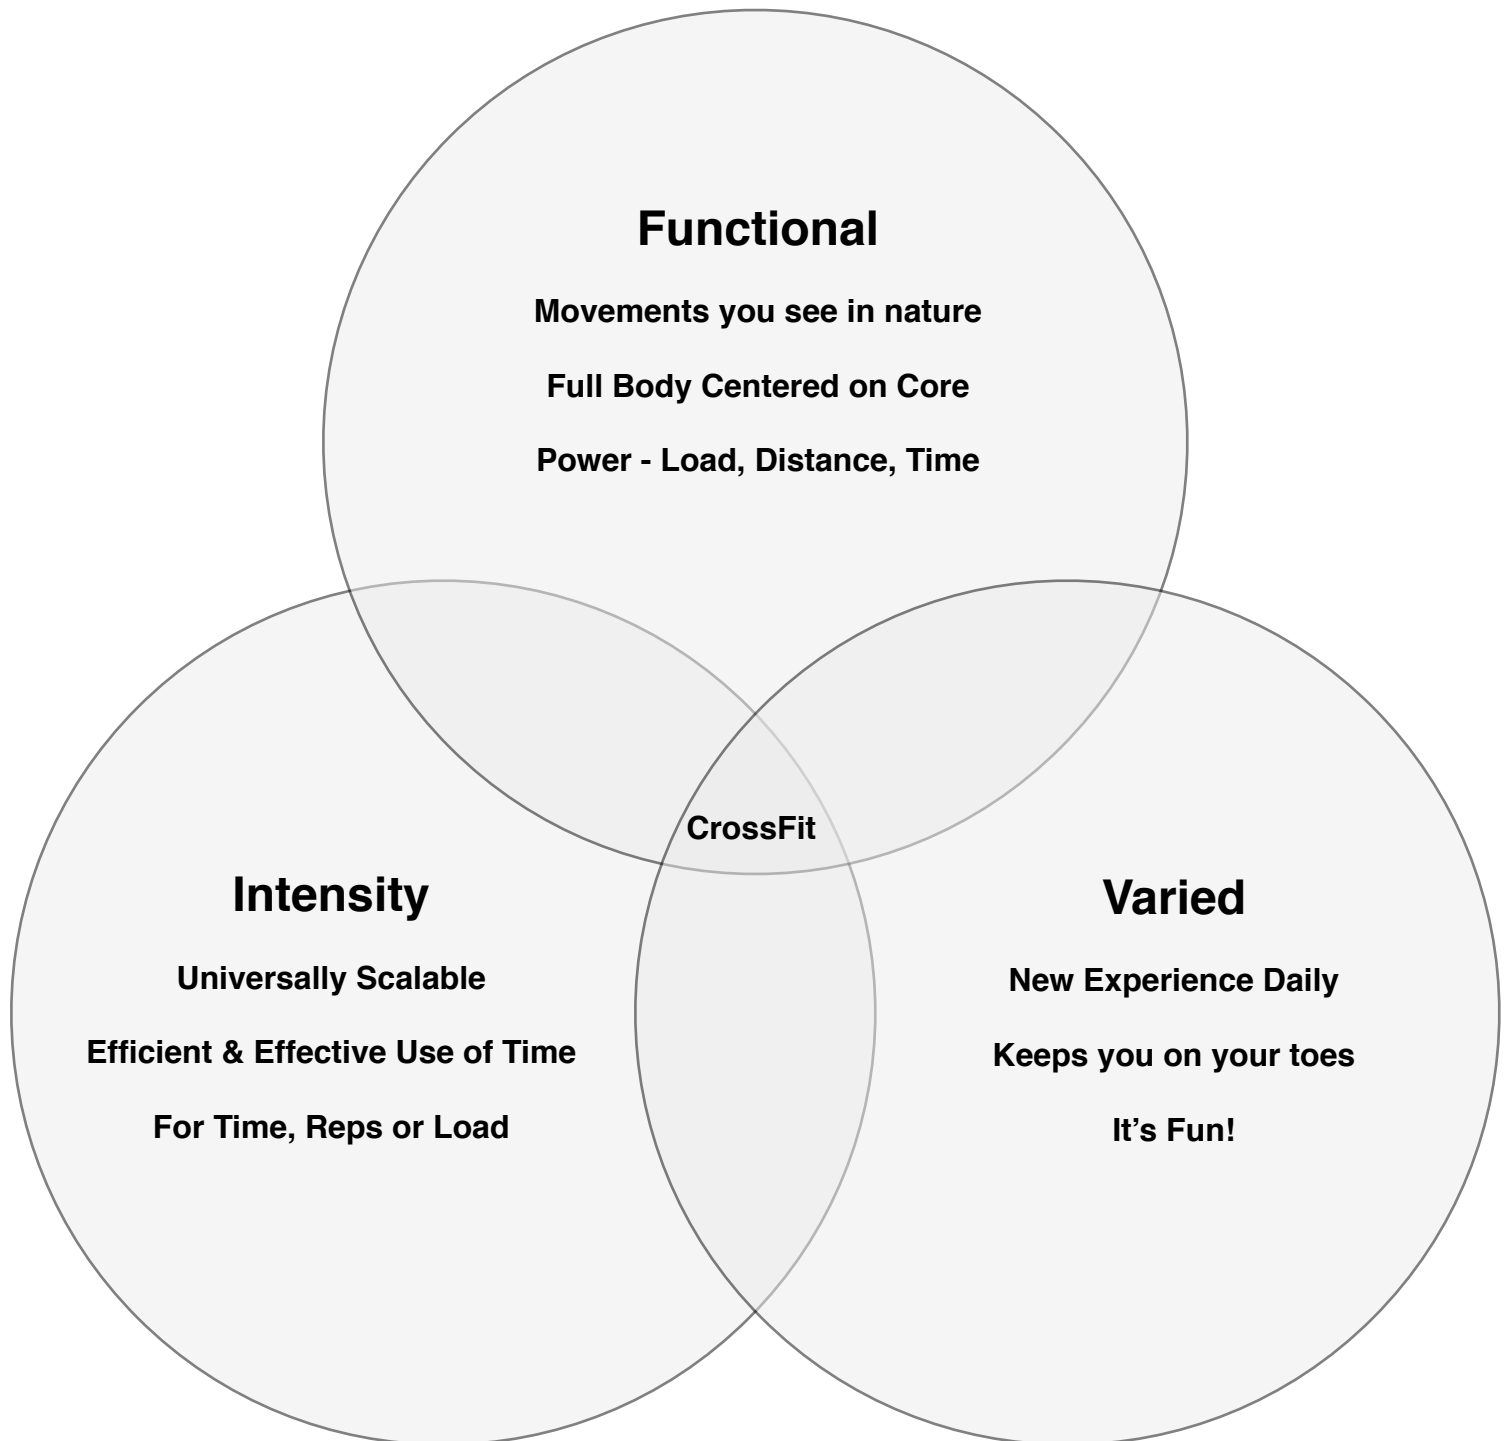 Functional
Movements you see in nature
Full Body Centered on Core
Power - Load, Distance, Time
CrossFit
Intensity
Universally Scalable
Efficient & Effective Use of Time
For Time, Reps or Load
Varied
New Experience Daily
Keeps you on your toes
It’s Fun!